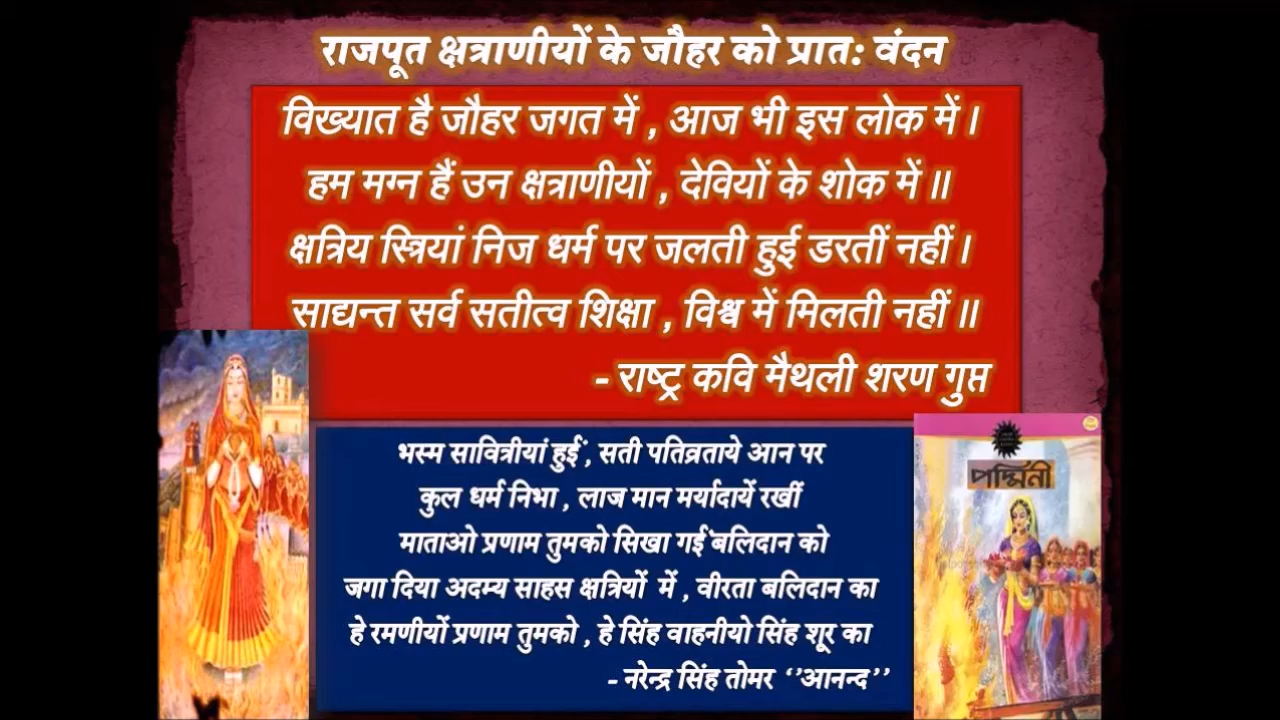 राजपूत क्षत्राणीयों के जौहर को प्रात: वंदन
विख्यात है जौहर जगत में , आज भी इस लोक में ।
हम मग्न हैं उन क्षत्राणीयों , देवियों के शोक में ॥
क्षत्रिय स्त्रियां निज धर्म पर जलती हुई डरतीं नहीं ।
साद्यन्त सर्व सतीत्व शिक्षा , विश्व में मिलती नहीं ॥
- राष्ट्र कवि मैथली शरण गुप्त
भस्म सावित्रीयां हुईं , सती पतिव्रताये आन पर
कुल धर्म निभा , लाज मान मर्यादायें रखीं
माताओ प्रणाम तुमको सिखा गईं बलिदान को
जगा दिया अदम्य साहस क्षत्रियों में , वीरता बलिदान का
हे रमणीयों प्रणाम तुमको , हे सिंह वाहनीयो सिंह शूर का
- नरेन्द्र सिंह तोमर ‘’आनन्द’’
পদ্মিনী